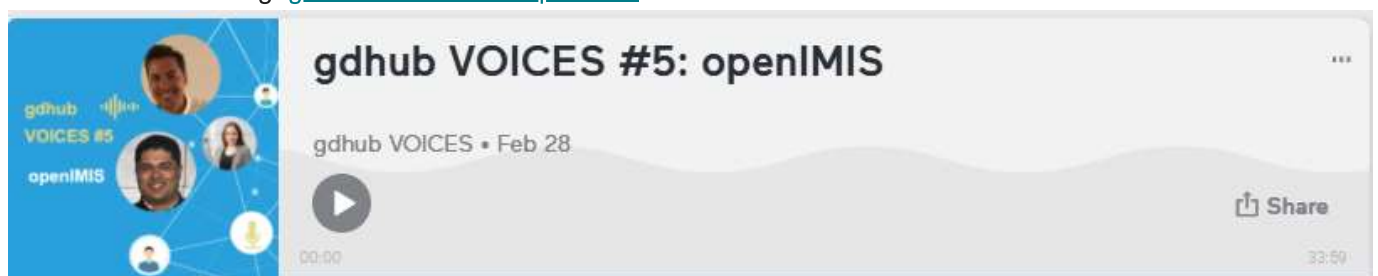 gdhub VOICES #5: openIMIS
...
gdhub
VOICES #5
openIMIS
gdhub VOICES • Feb 28
Share
00:00
33:59